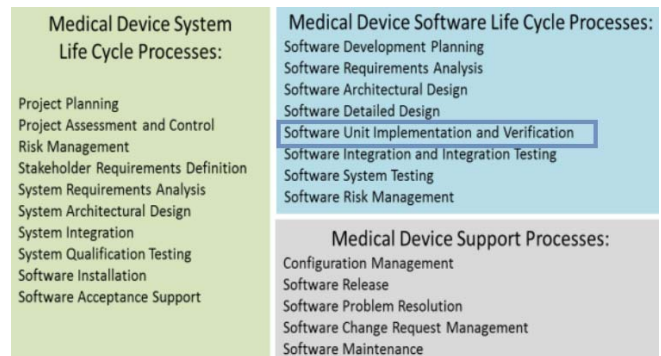 Medical Device System
Life Cycle Processes:
Project Planning
Project Assessment and Control
Risk Management
Stakeholder Requirements Definition
System Requirements Analysis
System Architectural Design
System Integration
System Qualification Testing
Software Installation
Software Acceptance Support
Medical Device Software Life Cycle Processes:
Software Development Planning
Software Requirements Analysis
Software Architectural Design
Software Detailed Design
Software Unit Implementation and Verification
Software Integration and Integration Testing
Software System Testing
Software Risk Management
Medical Device Support Processes:
Configuration Management
Software Release
Software Problem Resolution
Software Change Request Management
Software Maintenance